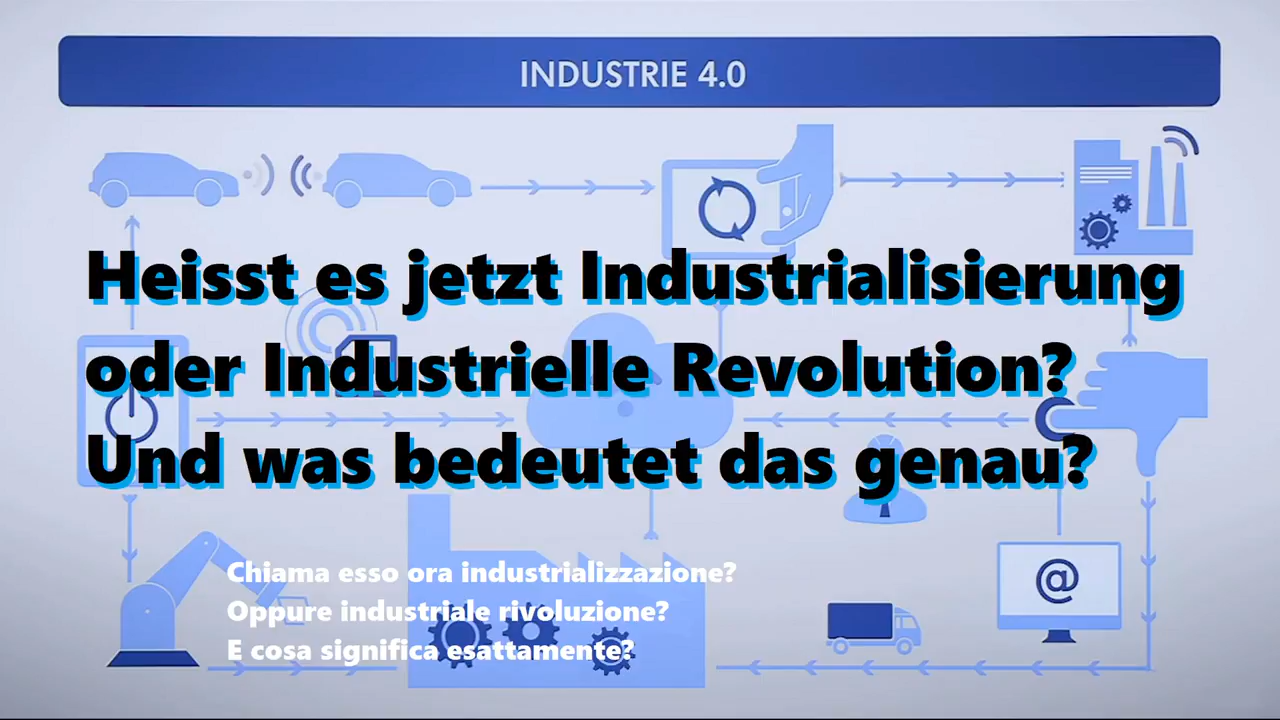 INDUSTRIE 4.0
Heisst es jetzt Industrialisierung
oder Industrielle Revolution?
Und was bedeutet das genau?
Chiama esso ora industrializzazione?
Oppure industriale rivoluzione?
E cosa significa esattamente?
@